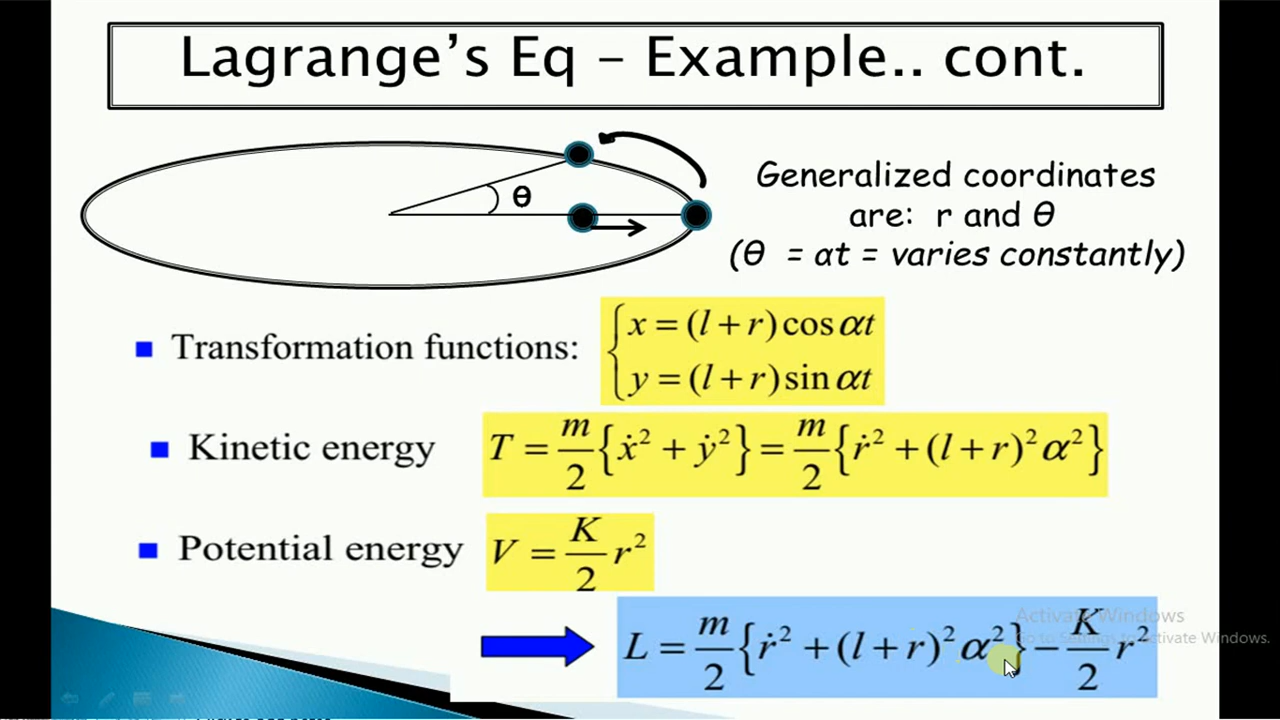 Lagrange's Eq – Example.. cont.
θ
Generalized coordinates
are: r and θ
(θ = αt = varies constantly)
Transformation functions: { x = (l + r) cos αt
y = (l + r) sin αt
Kinetic energy T = m/2 {ẋ² + ẏ²} = m/2 {ṙ² + (l + r)² α²}
Potential energy V = K/2 r²
L = m/2 {ṙ² + (l + r)² α²} − K/2 r²
Activate Windows
Go to Settings to activate Windows.